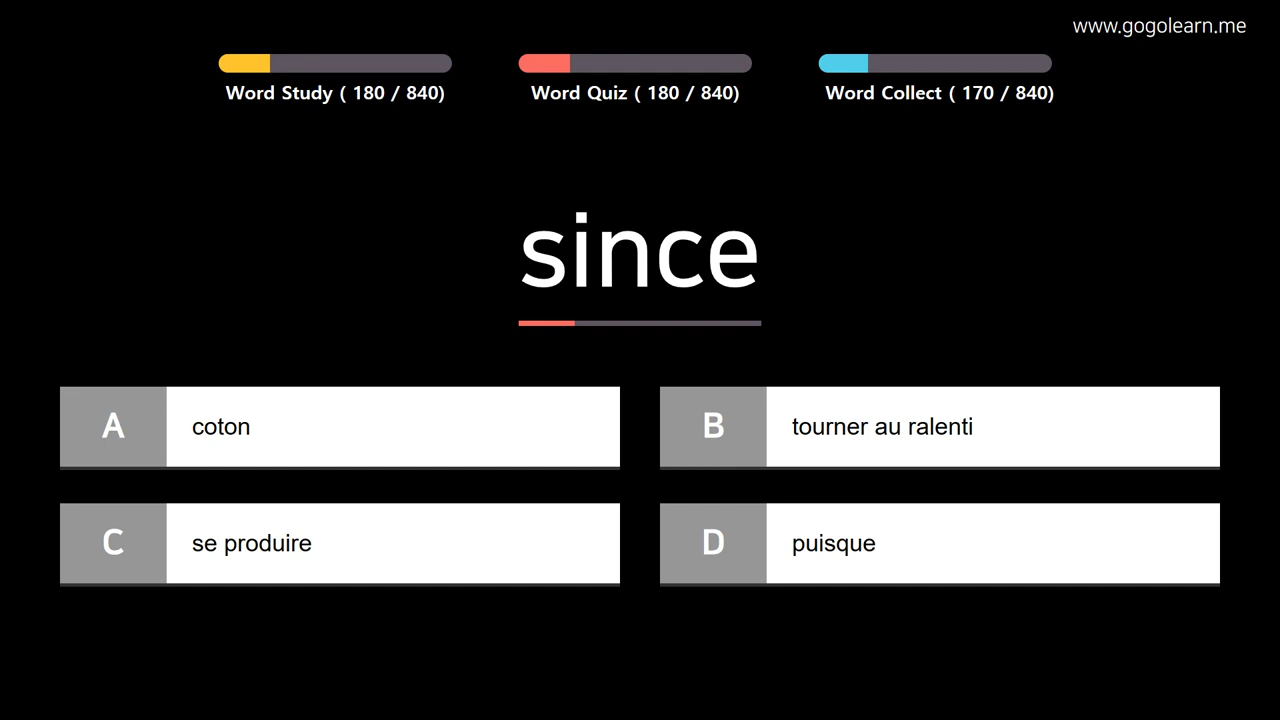 www.gogolearn.me
Word Study ( 180 / 840)
Word Quiz ( 180 / 840)
Word Collect ( 170 / 840)
since
A
coton
B
tourner au ralenti
C
se produire
D
puisque